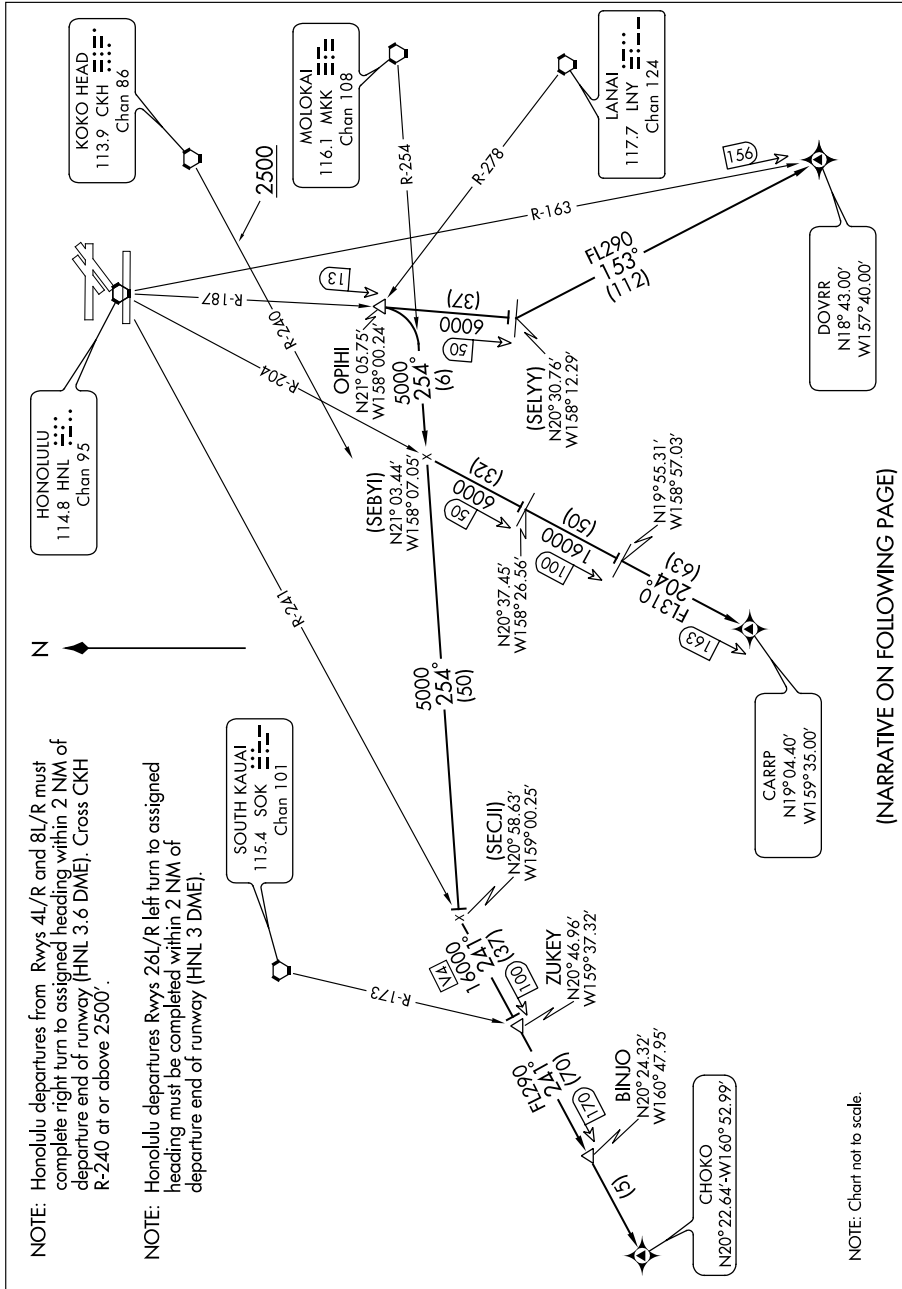 NOTE: Honolulu departures from Rwys 4L/R and 8L/R must
complete right turn to assigned heading within 2 NM of
departure end of runway (HNL 3.6 DME). Cross CKH
R-240 at or above 2500'.
NOTE: Honolulu departures Rwys 26L/R left turn to assigned
heading must be completed within 2 NM of
departure end of runway (HNL 3 DME).
N
HONOLULU
114.8 HNL
Chan 95
KOKO HEAD
113.9 CKH
Chan 86
MOLOKAI
116.1 MKK
Chan 108
LANAI
117.7 LNY
Chan 124
SOUTH KAUAI
115.4 SOK
Chan 101
2500
R-254
R-278
R-163
R-187
R-240
R-204
R-241
R-173
13
156
OPIHI
N21° 05.75'
W158° 00.24'
6000
(37)
50
(SELYY)
N20° 30.76'
W158° 12.29'
FL290
153°
(112)
DOVRR
N18° 43.00'
W157° 40.00'
5000
254°
(6)
(SEBYI)
N21° 03.44'
W158° 07.05'
6000
(32)
50
N20° 37.45'
W158° 26.56'
16000
(50)
100
N19° 55.31'
W158° 57.03'
FL310
204°
(63)
163
CARRP
N19° 04.40'
W159° 35.00'
5000
254°
(50)
(SECJI)
N20° 58.63'
W159° 00.25'
V4
16000
241°
(37)
100
ZUKEY
N20° 46.96'
W159° 37.32'
FL290
241°
(70)
170
BINJO
N20° 24.32'
W160° 47.95'
(5)
CHOKO
N20° 22.64'-W160° 52.99'
NOTE: Chart not to scale.
(NARRATIVE ON FOLLOWING PAGE)